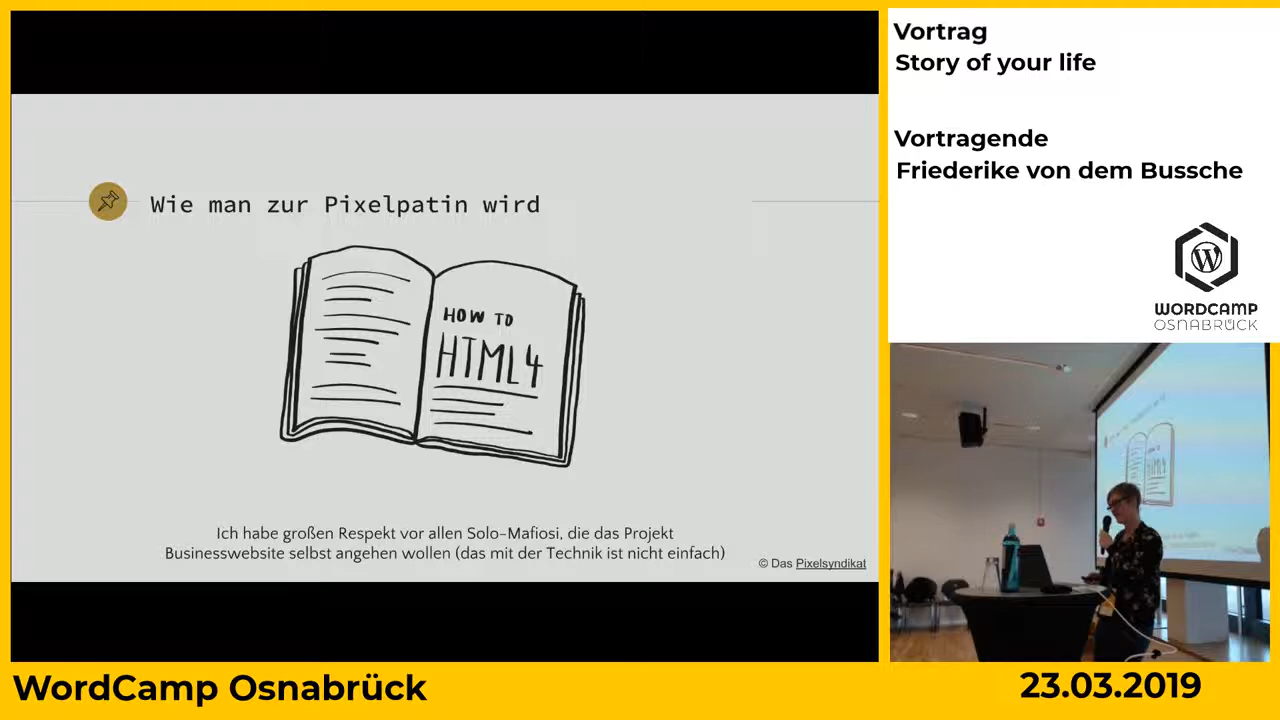 Wie man zur Pixelpatin wird
HOW TO
HTML4
Ich habe großen Respekt vor allen Solo-Mafiosi, die das Projekt
Businesswebsite selbst angehen wollen (das mit der Technik ist nicht einfach)
© Das Pixelsyndikat
Vortrag
Story of your life
Vortragende
Friederike von dem Bussche
WORDCAMP
OSNABRÜCK
WordCamp Osnabrück
23.03.2019